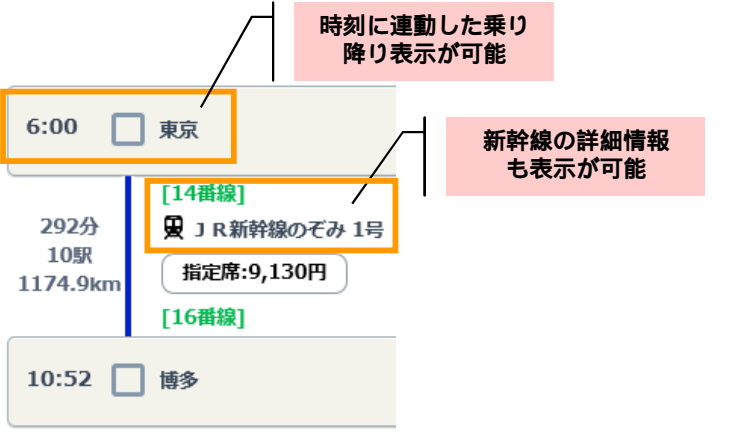 時刻に連動した乗り
降り表示が可能
6:00 東京
新幹線の詳細情報
も表示が可能
[14番線]
292分
ＪＲ新幹線のぞみ 1号
10駅
指定席:9,130円
1174.9km
[16番線]
10:52 博多